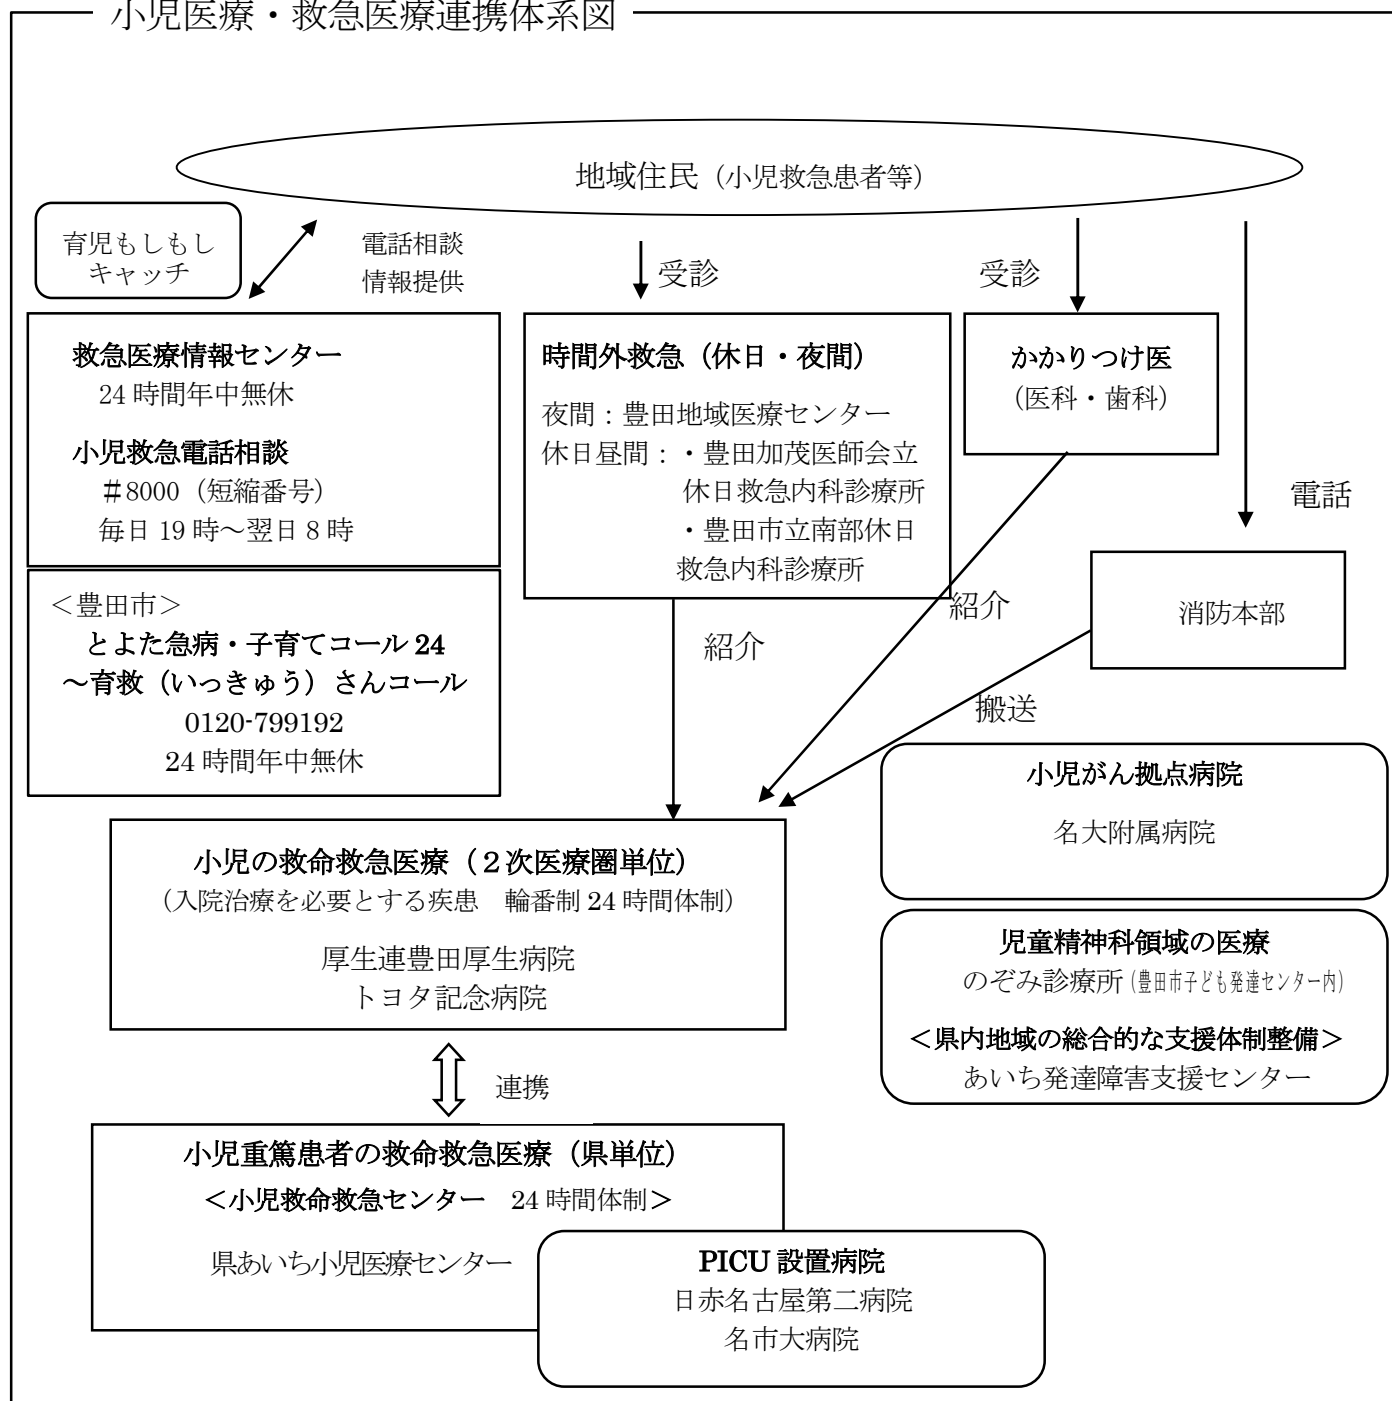 小児医療・救急医療連携体系図
地域住民（小児救急患者等）
育児もしもし
キャッチ
電話相談
情報提供
受診
受診
電話
救急医療情報センター
24 時間年中無休
小児救急電話相談
＃8000（短縮番号）
毎日 19 時～翌日 8 時
＜豊田市＞
とよた急病・子育てコール 24
～育救（いっきゅう）さんコール
0120-799192
24 時間年中無休
時間外救急（休日・夜間）
夜間：豊田地域医療センター
休日昼間：・豊田加茂医師会立
休日救急内科診療所
・豊田市立南部休日
救急内科診療所
かかりつけ医
（医科・歯科）
消防本部
紹介
紹介
搬送
小児の救命救急医療（２次医療圏単位）
（入院治療を必要とする疾患　輪番制 24 時間体制）
厚生連豊田厚生病院
トヨタ記念病院
小児がん拠点病院
名大附属病院
児童精神科領域の医療
のぞみ診療所（豊田市子ども発達センター内）
＜県内地域の総合的な支援体制整備＞
あいち発達障害支援センター
連携
小児重篤患者の救命救急医療（県単位）
＜小児救命救急センター　24 時間体制＞
県あいち小児医療センター
PICU 設置病院
日赤名古屋第二病院
名市大病院